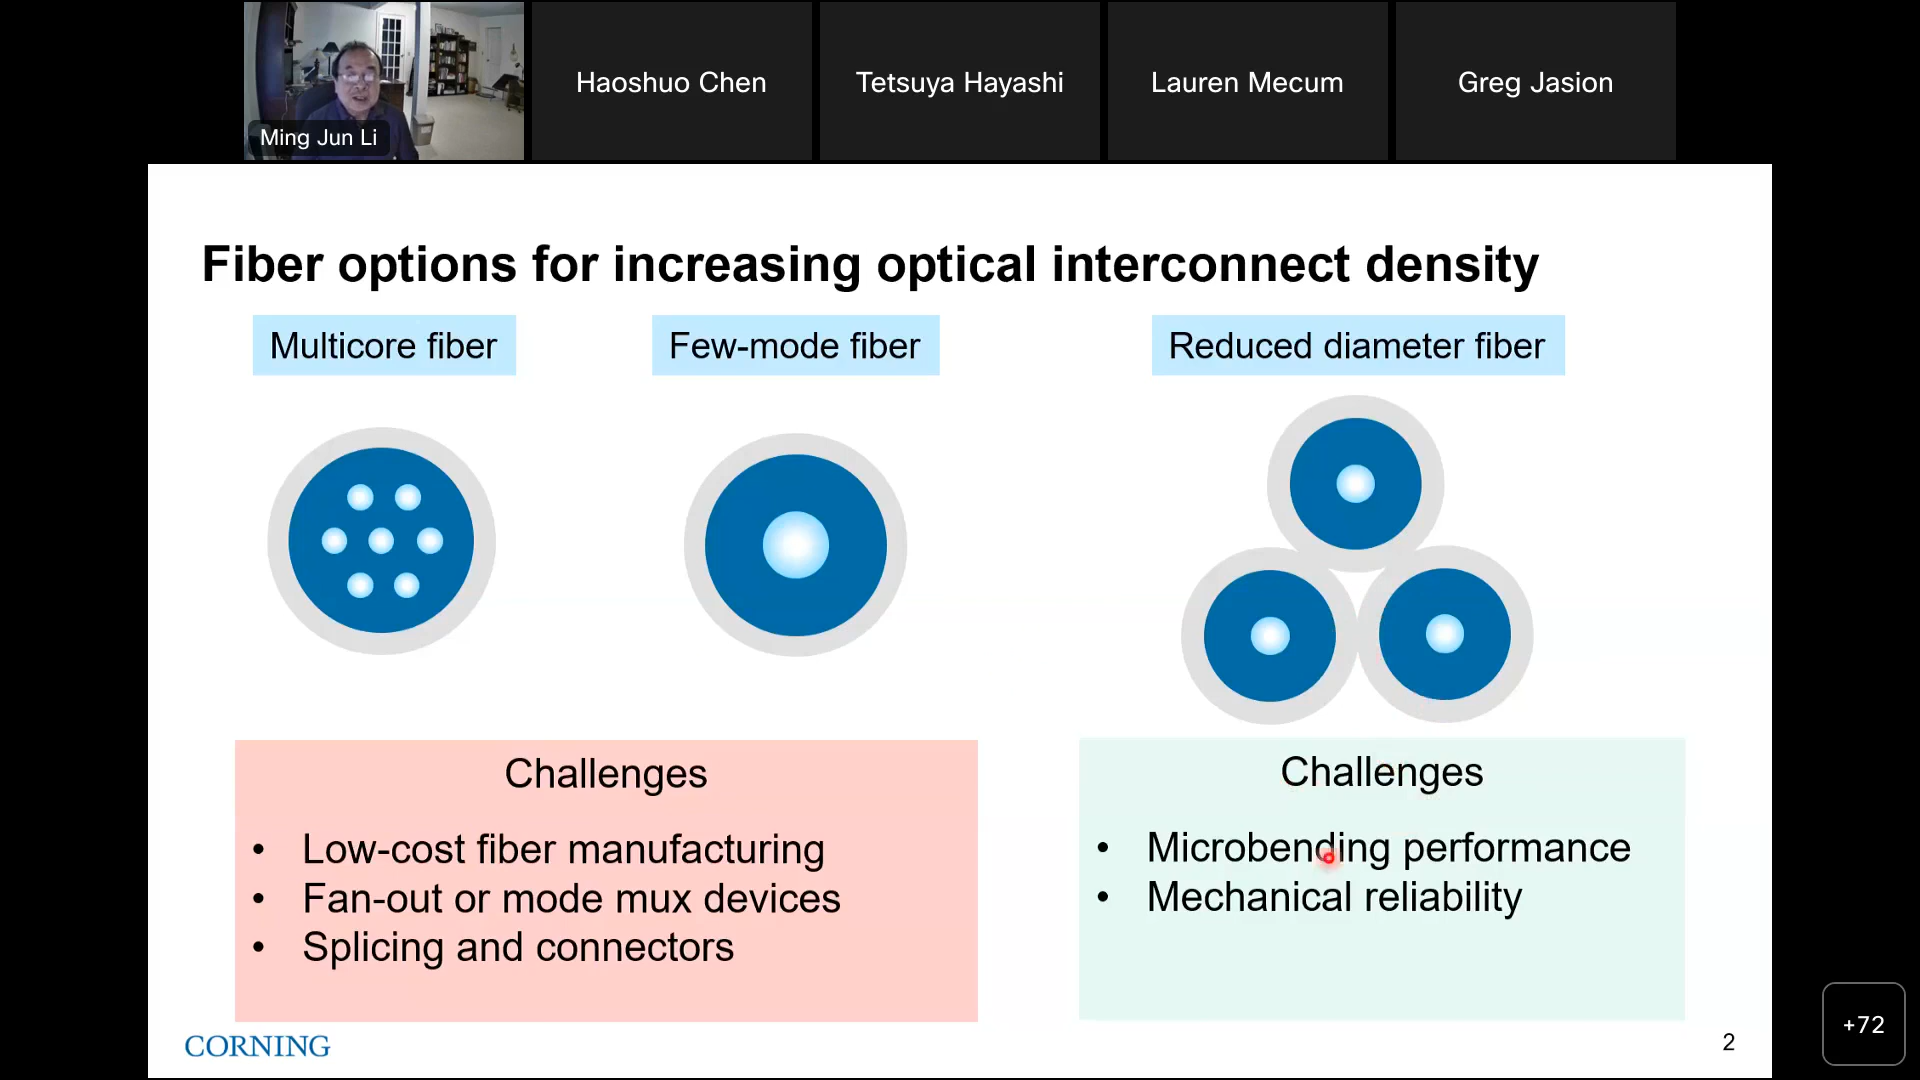 Ming Jun Li
Haoshuo Chen
Tetsuya Hayashi
Lauren Mecum
Greg Jasion
Fiber options for increasing optical interconnect density
Multicore fiber
Few-mode fiber
Reduced diameter fiber
Challenges
• Low-cost fiber manufacturing
• Fan-out or mode mux devices
• Splicing and connectors
Challenges
• Microbending performance
• Mechanical reliability
CORNING
2
+72